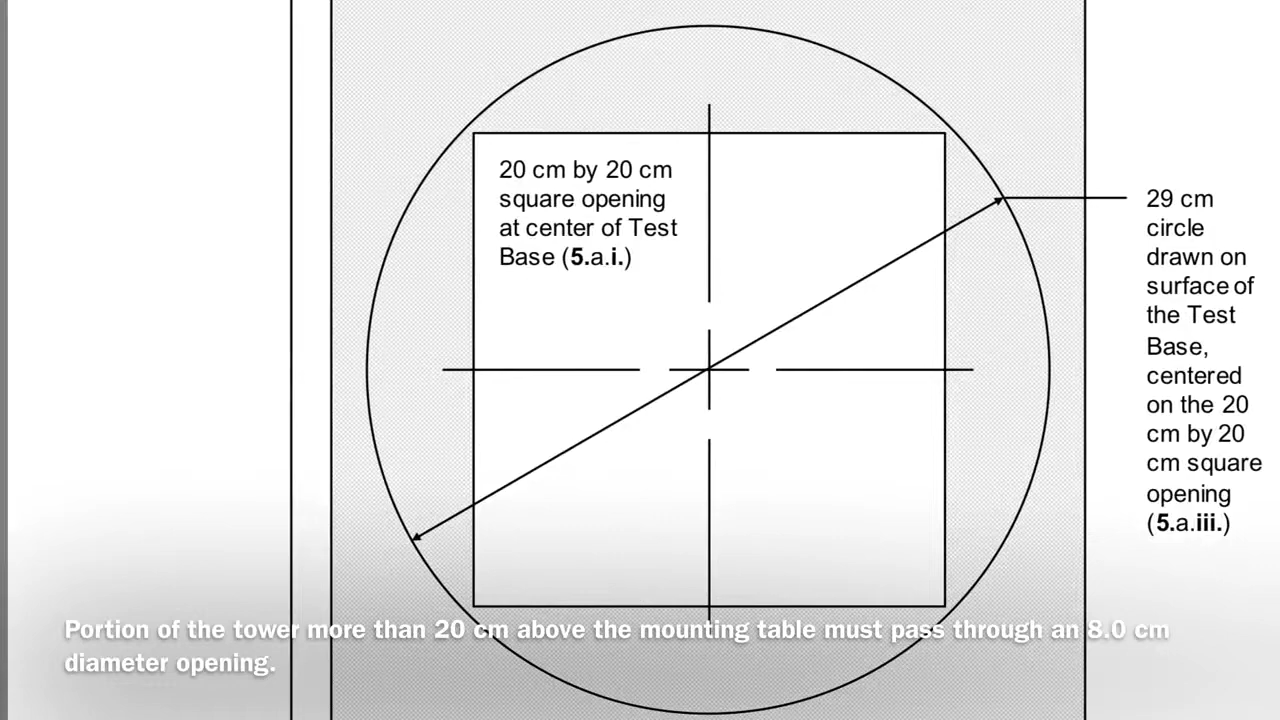 20 cm by 20 cm
square opening
at center of Test
Base (5.a.i.)
29 cm
circle
drawn on
surface of
the Test
Base,
centered
on the 20
cm by 20
cm square
opening
(5.a.iii.)
Portion of the tower more than 20 cm above the mounting table must pass through an 8.0 cm
diameter opening.